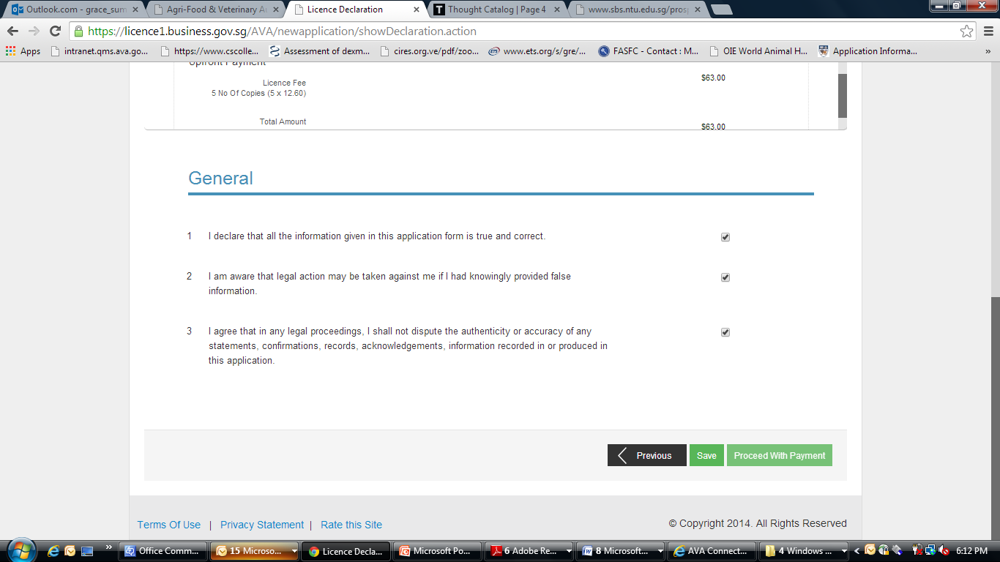 Outlook.com - grace_sum
Agri-Food & Veterinary A
Licence Declaration
Thought Catalog | Page 4
www.sbs.ntu.edu.sg/pros
https://licence1.business.gov.sg/AVA/newapplication/showDeclaration.action
Apps
intranet.qms.ava.go...
https://www.cscolle...
Assessment of dexm...
cires.org.ve/pdf/zoo...
www.ets.org/s/gre/...
FASFC - Contact : M...
OIE World Animal H...
Application Informa...
»
Upfront Payment
Licence Fee $63.00
5 No Of Copies (5 x 12.60)
Total Amount $63.00
General
1 I declare that all the information given in this application form is true and correct.
2 I am aware that legal action may be taken against me if I had knowingly provided false
information.
3 I agree that in any legal proceedings, I shall not dispute the authenticity or accuracy of any
statements, confirmations, records, acknowledgements, information recorded in or produced in
this application.
Previous
Save
Proceed With Payment
Terms Of Use | Privacy Statement | Rate this Site
© Copyright 2014. All Rights Reserved
»
Office Comm...
15 Microso...
Licence Decla...
Microsoft Po...
6 Adobe Re...
8 Microsoft...
AVA Connect...
4 Windows ...
6:12 PM